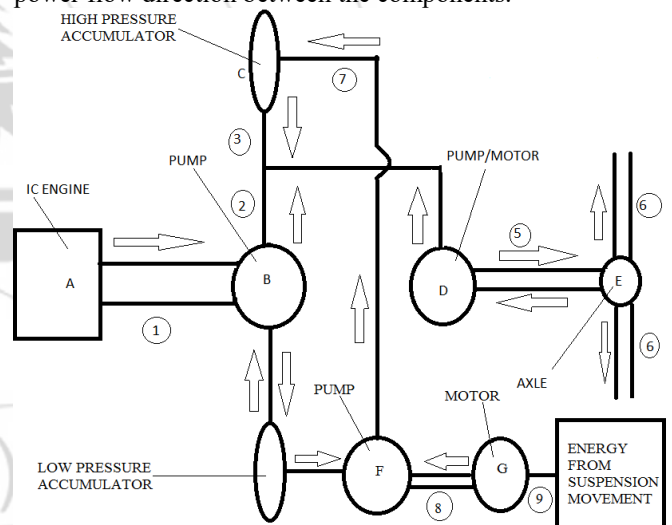 power flow direction between the components.
HIGH PRESSURE
ACCUMULATOR
C
7
3
PUMP
PUMP/MOTOR
IC ENGINE
2
5
6
A
B
D
E
1
6
PUMP
MOTOR
AXLE
LOW PRESSURE
ACCUMULATOR
F
G
8
9
ENERGY
FROM
SUSPENSION
MOVEMENT